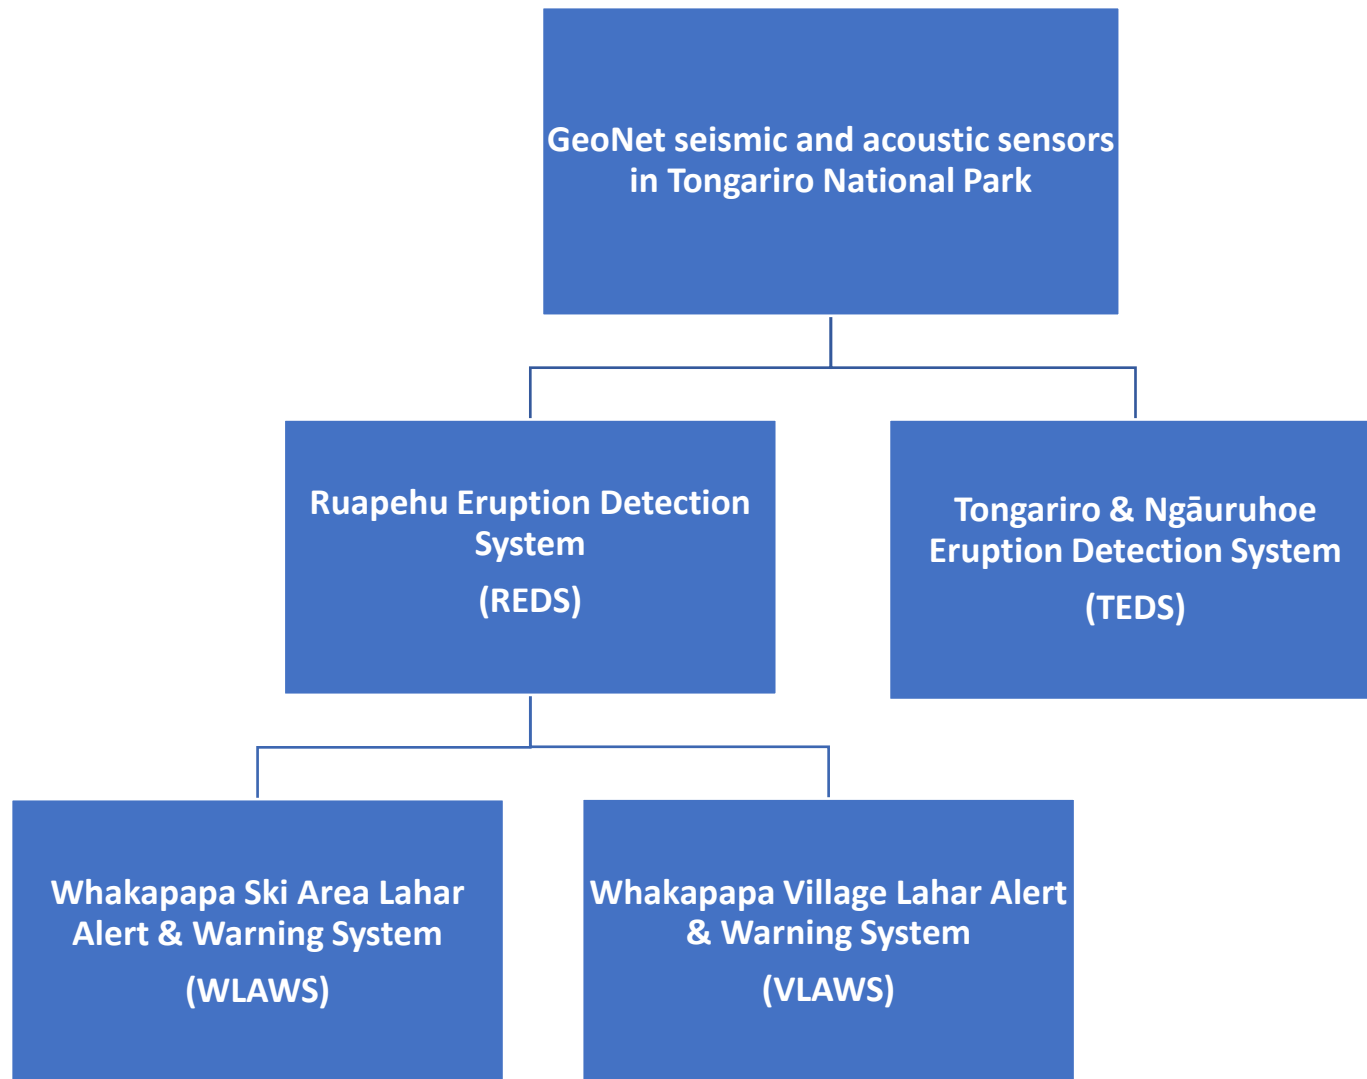 GeoNet seismic and acoustic sensors
in Tongariro National Park
Ruapehu Eruption Detection
System
(REDS)
Tongariro & Ngāuruhoe
Eruption Detection System
(TEDS)
Whakapapa Ski Area Lahar
Alert & Warning System
(WLAWS)
Whakapapa Village Lahar Alert
& Warning System
(VLAWS)